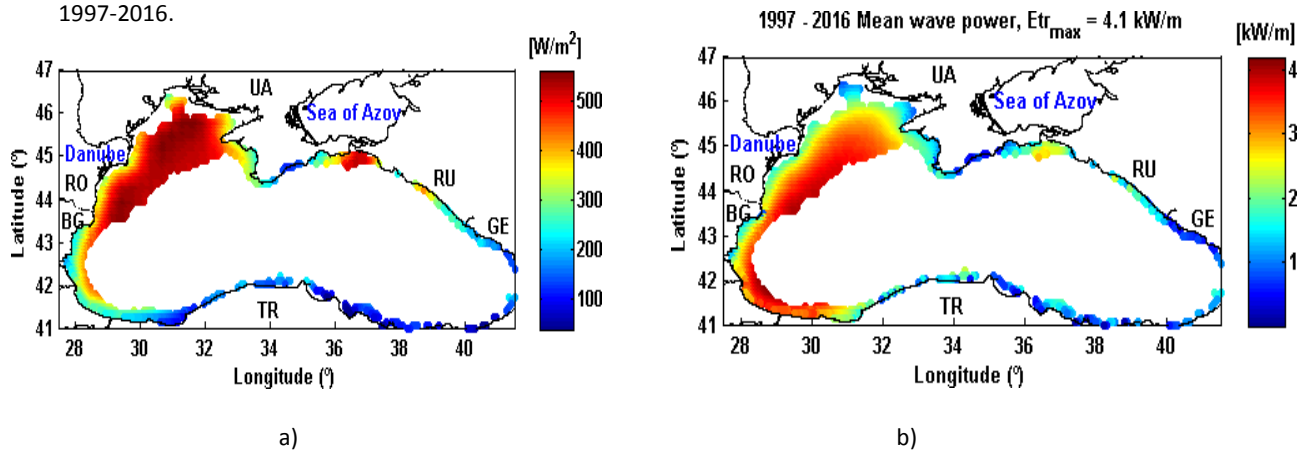 1997-2016.
1997 - 2016 Mean wave power, Etr_max = 4.1 kW/m
[W/m²]
47
46
45
44
43
42
41
Latitude (º)
UA
Sea of Azov
Danube
RO
BG
RU
GE
TR
500
400
300
200
100
28 30 32 34 36 38 40
Longitude (º)
a)
[kW/m]
47
46
45
44
43
42
41
Latitude (º)
UA
Sea of Azov
Danube
RO
BG
RU
GE
TR
4
3
2
1
28 30 32 34 36 38 40
Longitude (º)
b)